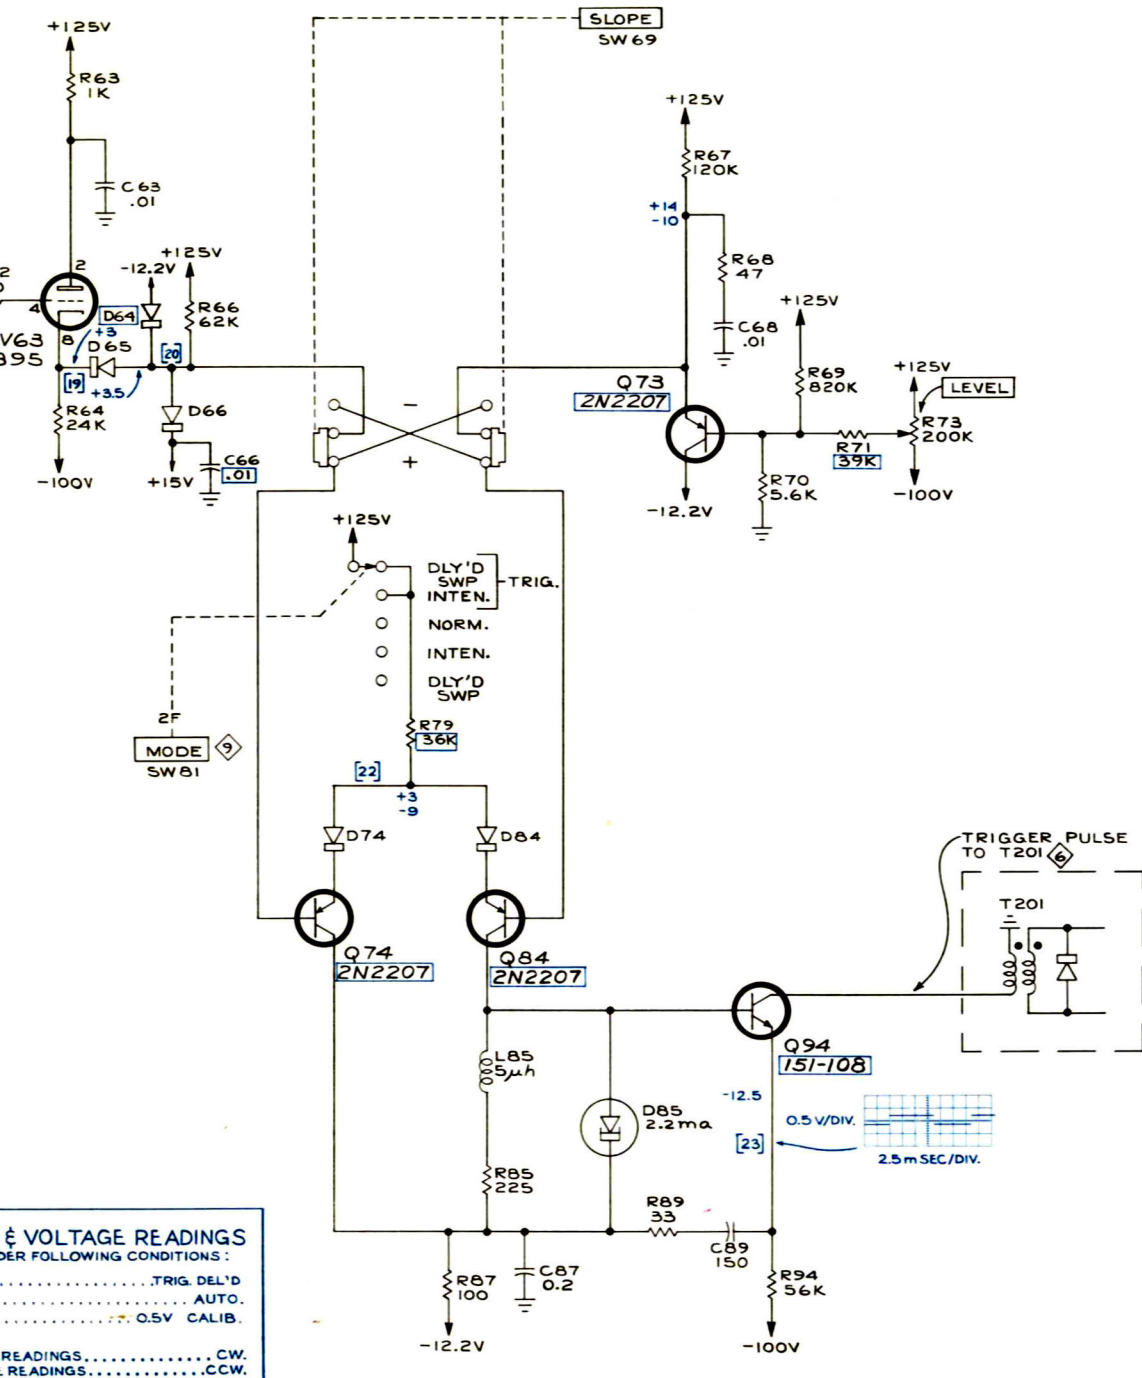 SLOPE
SW69
+125V
R63
1K
C63
.01
2
+125V
-12.2V
4
8
V63
895
D64
+3
D65
[20]
R66
62K
[19]
+3.5
R64
24K
-100V
D66
C66
.01
+15V
+125V
R67
120K
+14
-10
R68
47
C68
.01
+125V
R69
820K
+125V
LEVEL
R73
200K
R71
39K
-100V
R70
5.6K
Q73
2N2207
-12.2V
-
+
+125V
DLY'D
SWP
INTEN.
TRIG.
NORM.
INTEN.
DLY'D
SWP
2F
MODE 9
SW81
R79
36K
[22]
+3
-9
D74
D84
Q74
2N2207
Q84
2N2207
TRIGGER PULSE
TO T201 6
T201
Q94
151-108
L85
5µh
D85
2.2ma
-12.5
0.5 V/DIV.
[23]
2.5mSEC/DIV.
R85
225
R89
33
C89
150
R87
100
C87
0.2
R94
56K
-12.2V
-100V
& VOLTAGE READINGS
DER FOLLOWING CONDITIONS:
..................TRIG. DEL'D
...................... AUTO.
............... 0.5V CALIB.
READINGS.............. CW.
READINGS.............CCW.